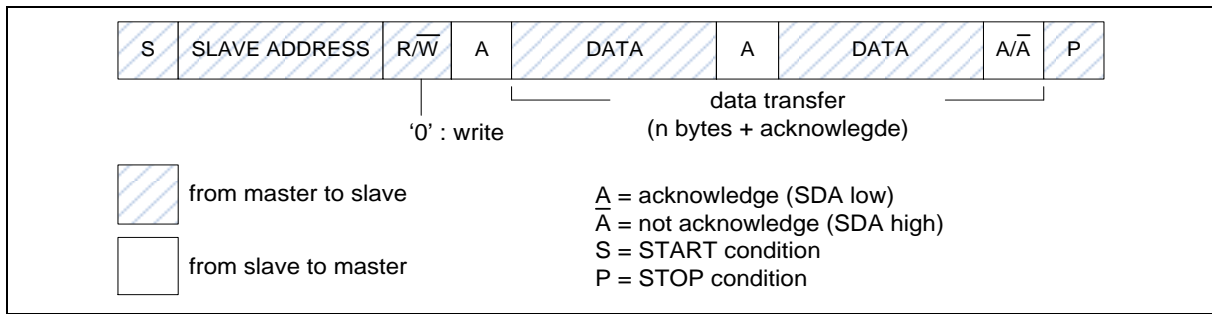 S SLAVE ADDRESS R/W̅ A DATA A DATA A/A̅ P
data transfer
(n bytes + acknowlegde)
‘0’ : write
from master to slave
from slave to master
A = acknowledge (SDA low)
A̅ = not acknowledge (SDA high)
S = START condition
P = STOP condition